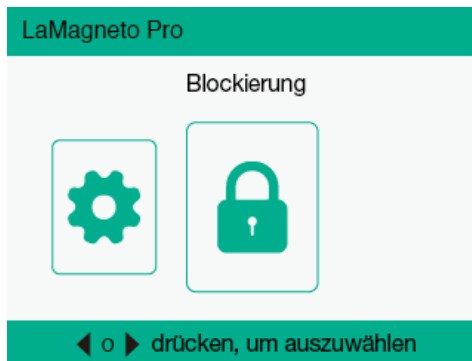 LaMagneto Pro
Blockierung
◀ o ▶ drücken, um auszuwählen